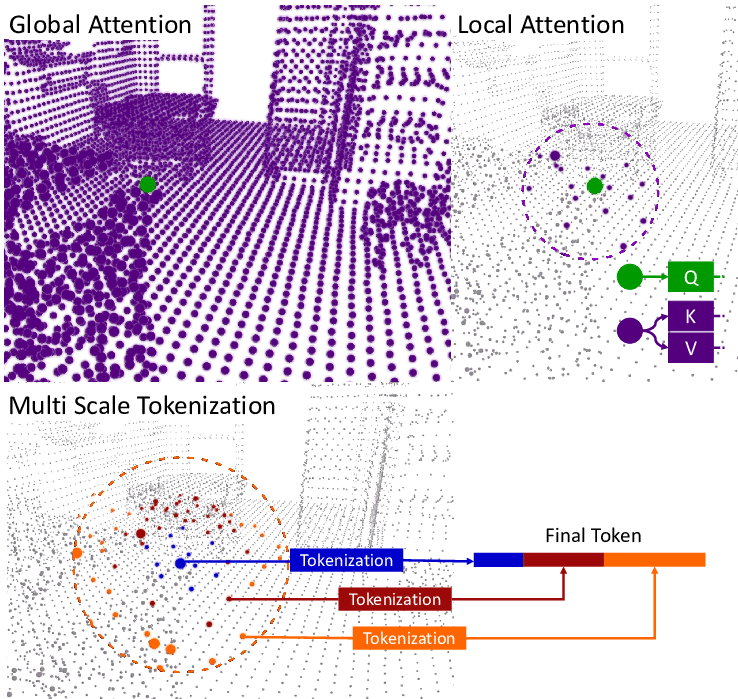 Global Attention
Local Attention
Q
K
V
Multi Scale Tokenization
Final Token
Tokenization
Tokenization
Tokenization